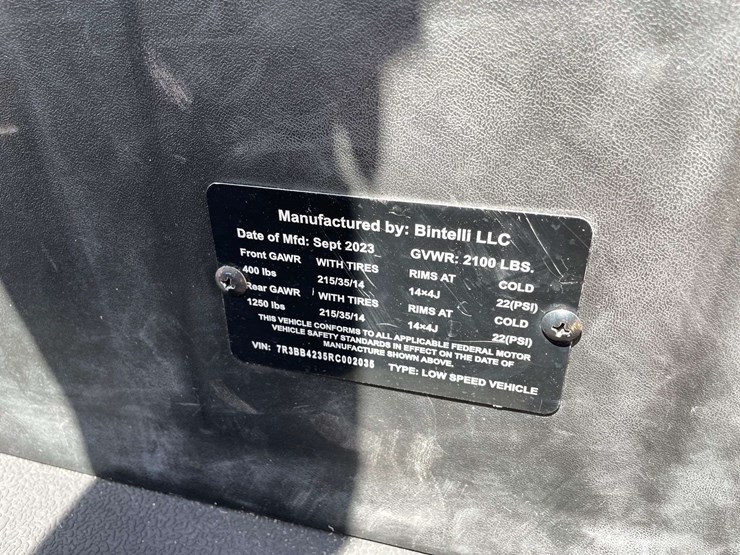 Manufactured by: Bintelli LLC
Date of Mfd: Sept 2023 GVWR: 2100 LBS.
Front GAWR WITH TIRES RIMS AT COLD
400 lbs 215/35/14 14×4J 22(PSI)
Rear GAWR WITH TIRES RIMS AT COLD
1250 lbs 215/35/14 14×4J 22(PSI)
THIS VEHICLE CONFORMS TO ALL APPLICABLE FEDERAL MOTOR
VEHICLE SAFETY STANDARDS IN EFFECT ON THE DATE OF
MANUFACTURE SHOWN ABOVE.
VIN: 7R3BB4235RC002035 TYPE: LOW SPEED VEHICLE